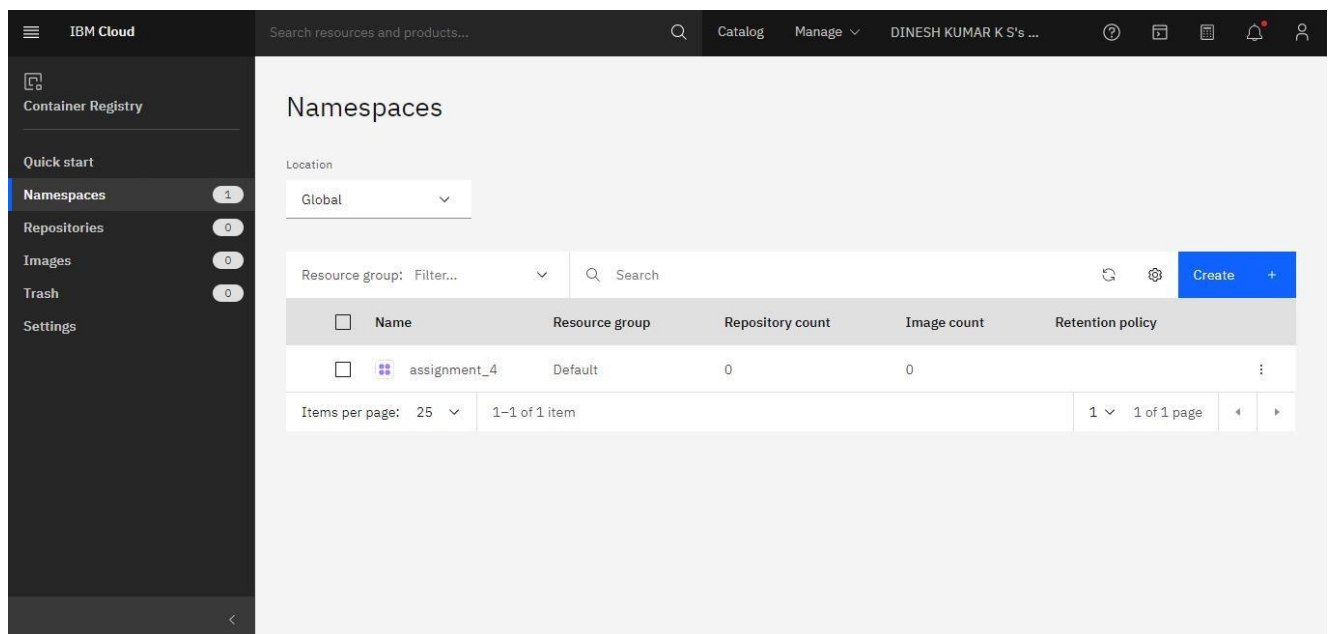 IBM Cloud
Search resources and products...
Catalog
Manage
DINESH KUMAR K S's ...
Container Registry
Quick start
Namespaces 1
Repositories 0
Images 0
Trash 0
Settings
Namespaces
Location
Global
Resource group: Filter...
Search
Create +
Name Resource group Repository count Image count Retention policy
assignment_4 Default 0 0
Items per page: 25 1–1 of 1 item 1 1 of 1 page